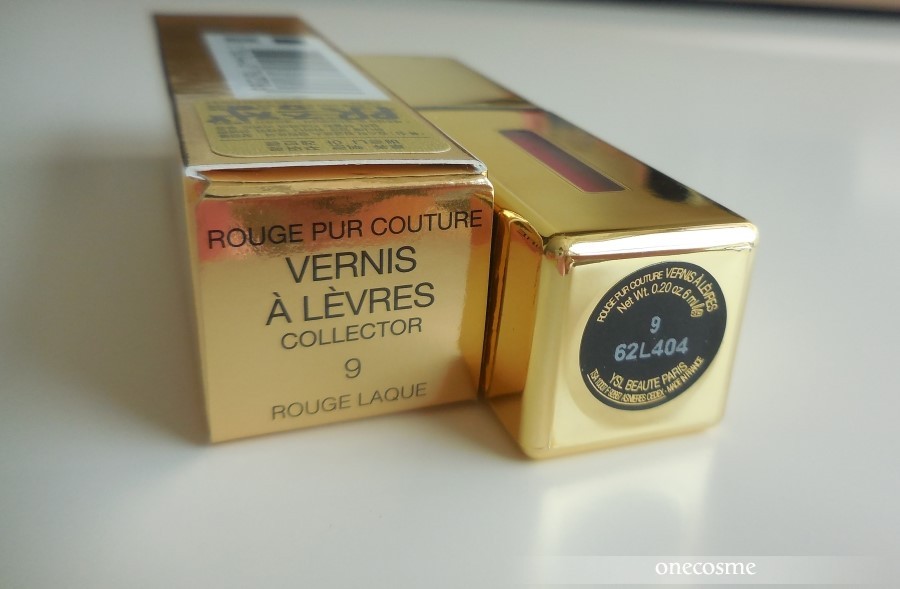 ROUGE PUR COUTURE
VERNIS
À LÈVRES
COLLECTOR
9
ROUGE LAQUE
ROUGE PUR COUTURE VERNIS À LÈVRES
Net Wt. 0.20 oz 6 ml
9
62L404
YSL BEAUTE PARIS
MADE IN FRANCE
onecosme